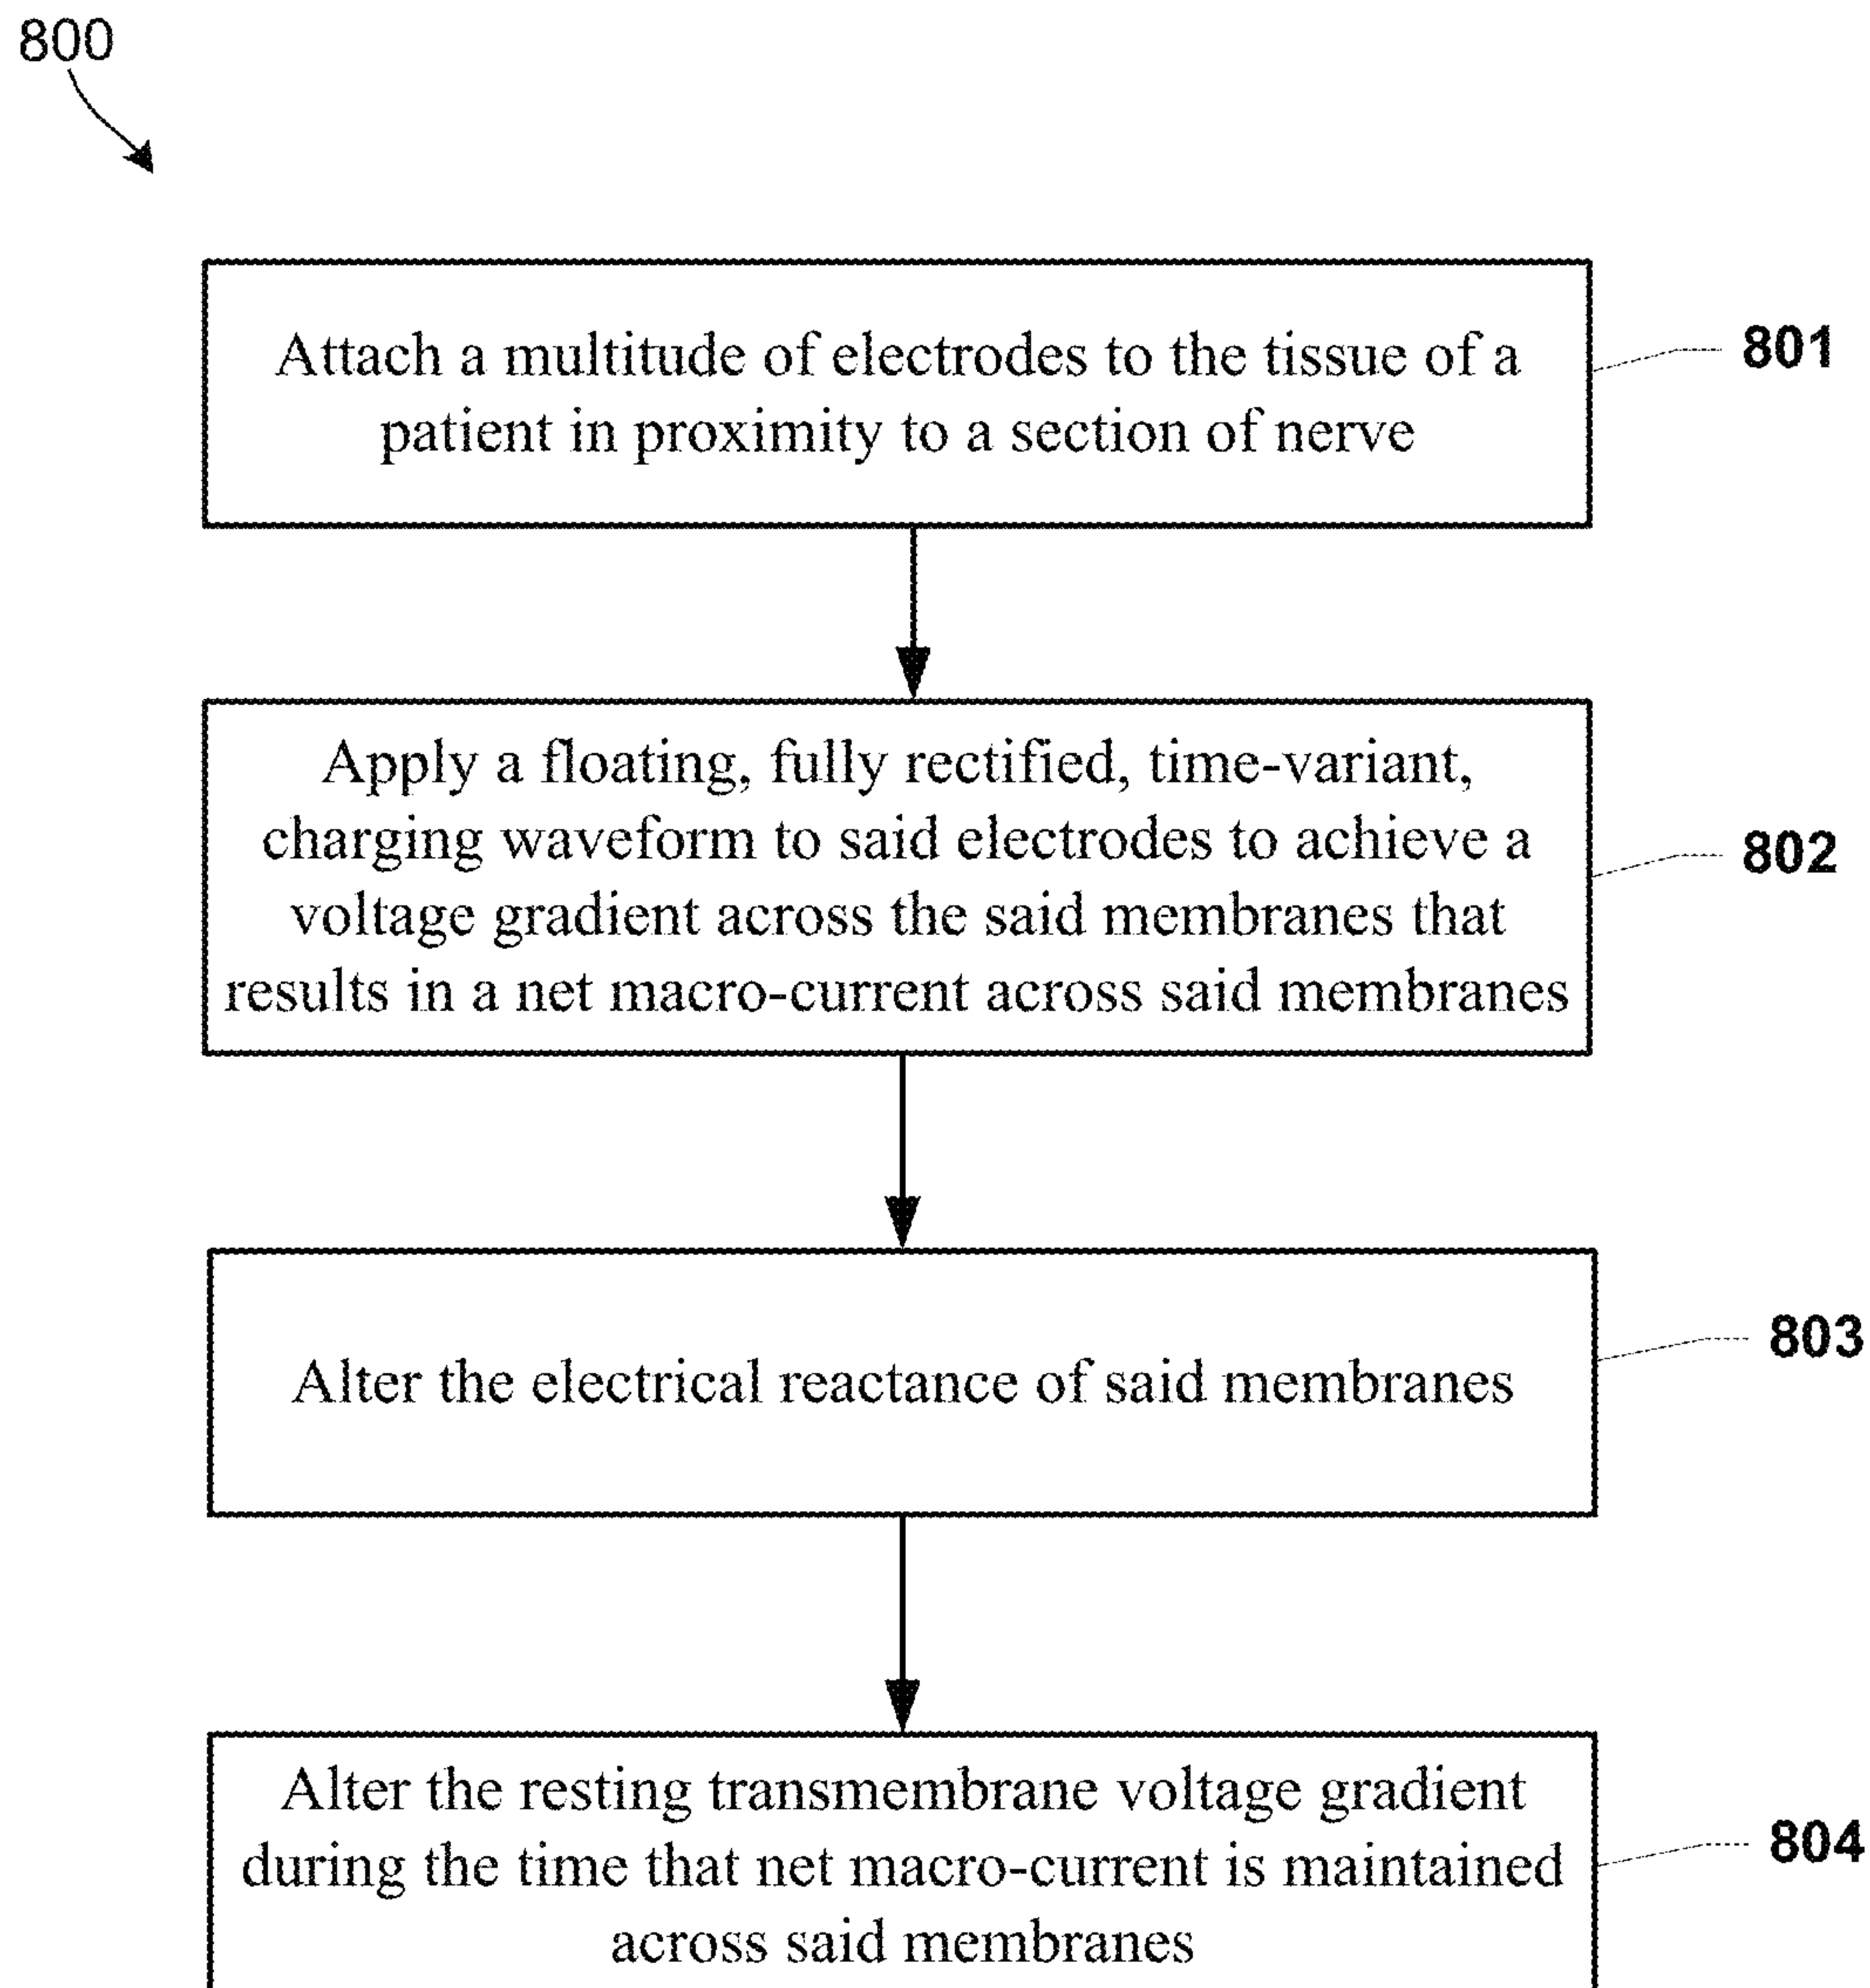 800
Attach a multitude of electrodes to the tissue of a
patient in proximity to a section of nerve
801
Apply a floating, fully rectified, time-variant,
charging waveform to said electrodes to achieve a
voltage gradient across the said membranes that
results in a net macro-current across said membranes
802
Alter the electrical reactance of said membranes
803
Alter the resting transmembrane voltage gradient
during the time that net macro-current is maintained
across said membranes
804